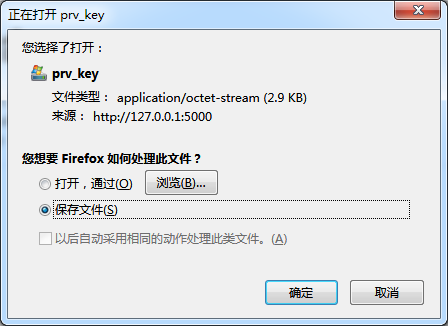 正在打开 prv_key
您选择了打开：
prv_key
文件类型： application/octet-stream (2.9 KB)
来源： http://127.0.0.1:5000
您想要 Firefox 如何处理此文件？
打开，通过(O) 浏览(B)...
保存文件(S)
以后自动采用相同的动作处理此类文件。(A)
确定 取消